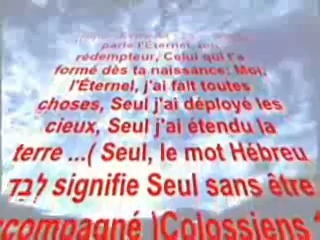 parle l'Éternel, ton
rédempteur, Celui qui t'a
formé dès ta naissance: Moi,
l'Éternel, j'ai fait toutes
choses, Seul j'ai déployé les
cieux, Seul j'ai étendu la
terre ...( Seul, le mot Hébreu
לְבַדִּי signifie Seul sans être
ccompagné )Colossiens